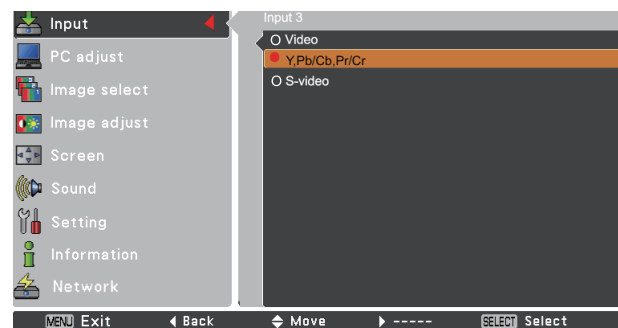 Input
PC adjust
Image select
Image adjust
Screen
Sound
Setting
Information
Network
Input 3
Video
Y,Pb/Cb,Pr/Cr
S-video
MENU Exit
Back
Move
-----
SELECT Select